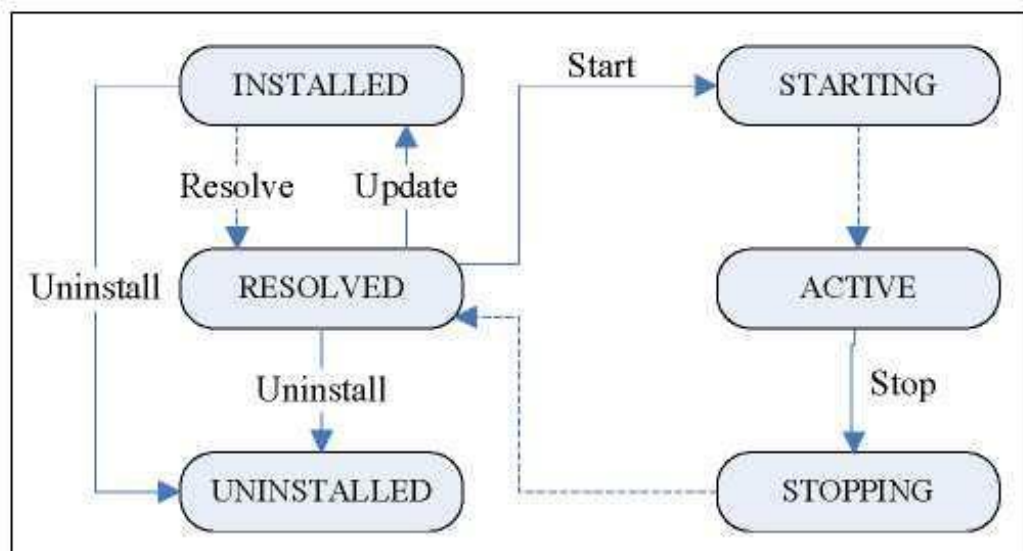 INSTALLED
Start
STARTING
Resolve
Update
Uninstall
RESOLVED
ACTIVE
Uninstall
Stop
UNINSTALLED
STOPPING